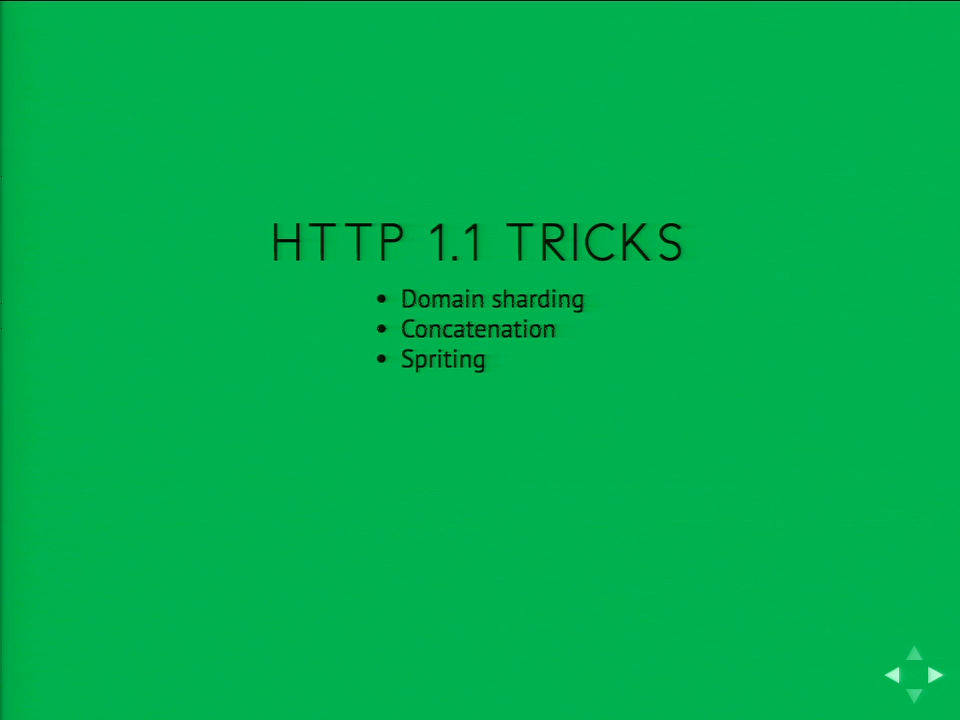 HTTP 1.1 TRICKS
• Domain sharding
• Concatenation
• Spriting